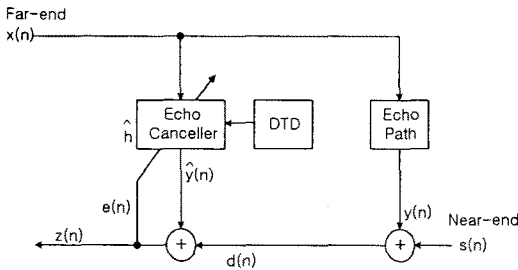 Far-end
x(n)
Echo
Canceller
ĥ
DTD
Echo
Path
ŷ(n)
e(n)
y(n)
Near-end
z(n)
+
+
s(n)
d(n)